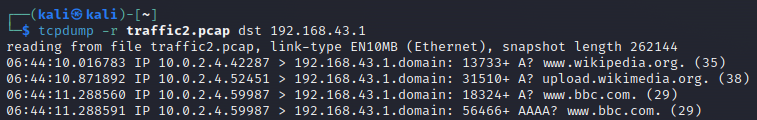 ┌──(kali㉿kali)-[~]
└─$ tcpdump -r traffic2.pcap dst 192.168.43.1
reading from file traffic2.pcap, link-type EN10MB (Ethernet), snapshot length 262144
06:44:10.016783 IP 10.0.2.4.42287 > 192.168.43.1.domain: 13733+ A? www.wikipedia.org. (35)
06:44:10.871892 IP 10.0.2.4.52451 > 192.168.43.1.domain: 31510+ A? upload.wikimedia.org. (38)
06:44:11.288560 IP 10.0.2.4.59987 > 192.168.43.1.domain: 18324+ A? www.bbc.com. (29)
06:44:11.288591 IP 10.0.2.4.59987 > 192.168.43.1.domain: 56466+ AAAA? www.bbc.com. (29)